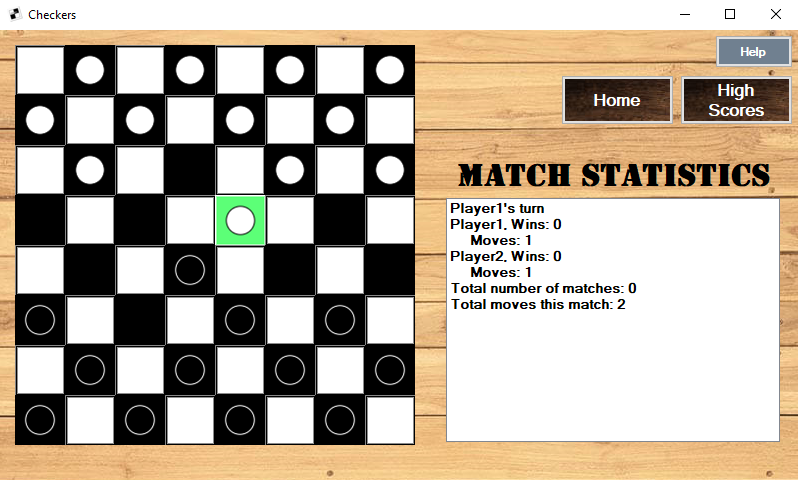 Checkers
Help
Home
High
Scores
MATCH STATISTICS
Player1's turn
Player1, Wins: 0
Moves: 1
Player2, Wins: 0
Moves: 1
Total number of matches: 0
Total moves this match: 2